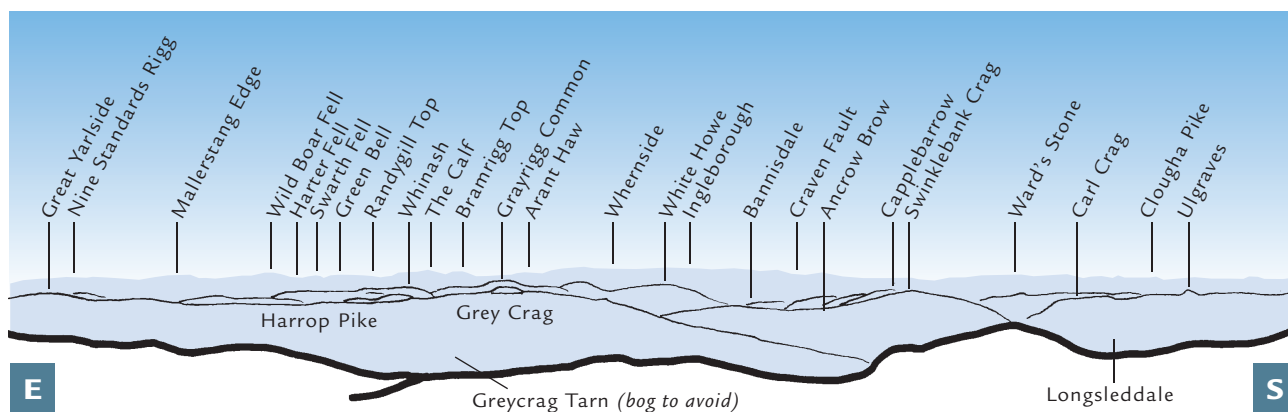 Great Yarlside
Nine Standards Rigg
Mallerstang Edge
Wild Boar Fell
Harter Fell
Swarth Fell
Green Bell
Randygill Top
Whinash
The Calf
Bramrigg Top
Grayrigg Common
Arant Haw
Whernside
White Howe
Ingleborough
Bannisdale
Craven Fault
Ancrow Brow
Capplebarrow
Swinklebank Crag
Ward's Stone
Carl Crag
Clougha Pike
Ulgraves
Harrop Pike
Grey Crag
E
Greycrag Tarn (bog to avoid)
Longsleddale
S